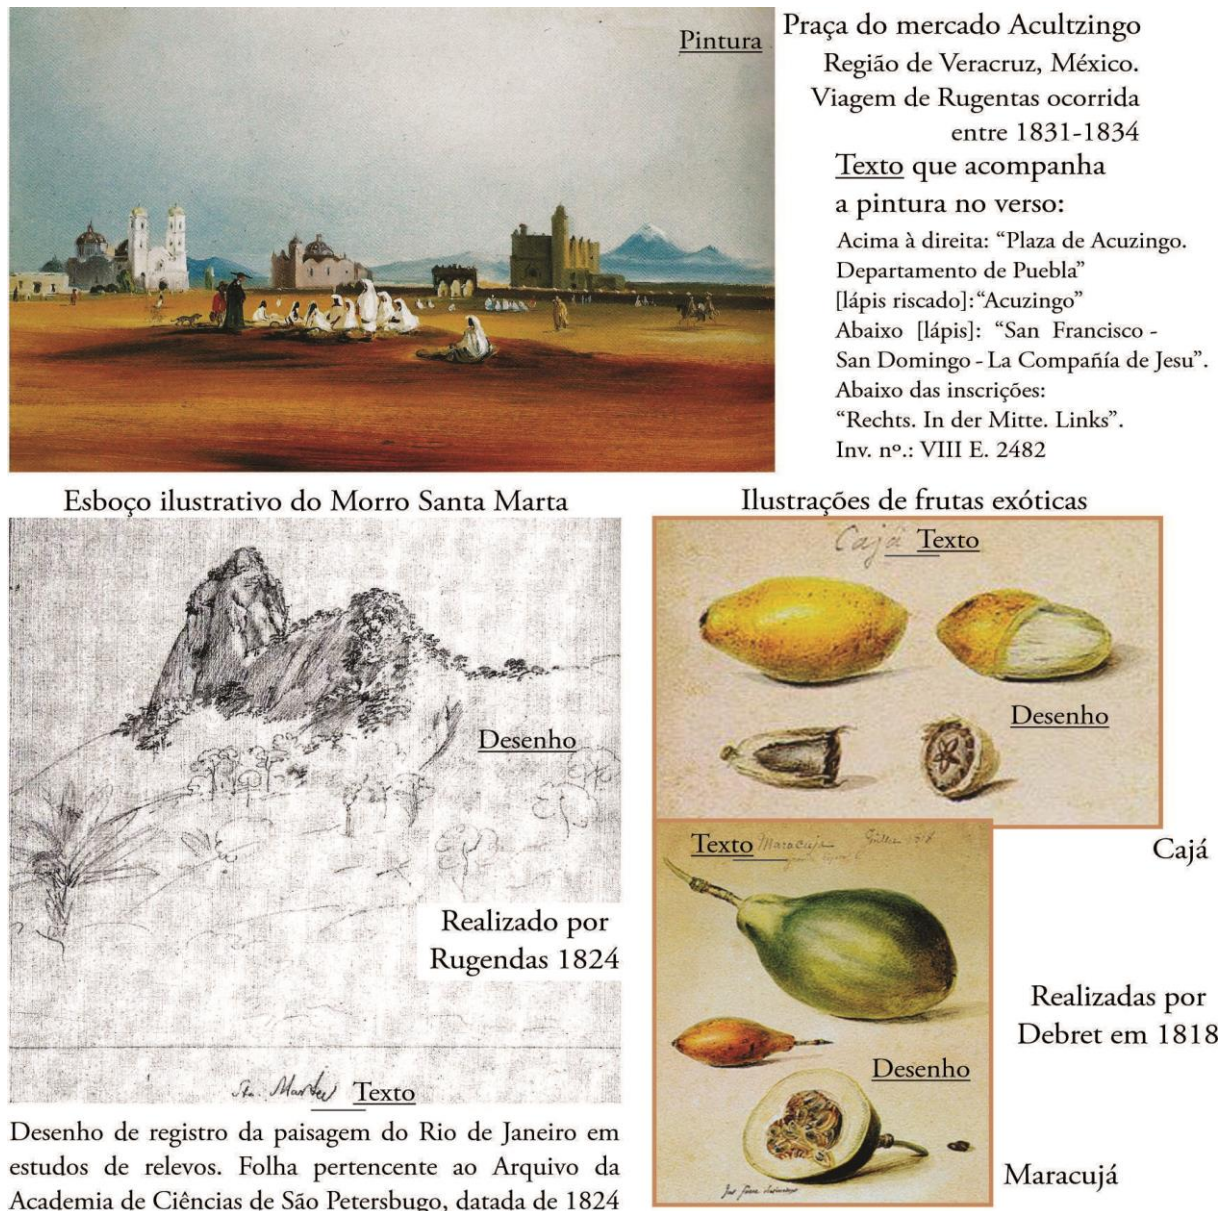 Pintura
Praça do mercado Acultzingo
Região de Veracruz, México.
Viagem de Rugentas ocorrida
entre 1831-1834
Texto que acompanha
a pintura no verso:
Acima à direita: “Plaza de Acuzingo.
Departamento de Puebla”
[lápis riscado]:“Acuzingo”
Abaixo [lápis]: “San Francisco -
San Domingo - La Compañía de Jesu”.
Abaixo das inscrições:
“Rechts. In der Mitte. Links”.
Inv. nº.: VIII E. 2482
Esboço ilustrativo do Morro Santa Marta
Desenho
Realizado por
Rugendas 1824
Sta. Martha Texto
Desenho de registro da paisagem do Rio de Janeiro em
estudos de relevos. Folha pertencente ao Arquivo da
Academia de Ciências de São Petersbugo, datada de 1824
Ilustrações de frutas exóticas
Cajá Texto
Desenho
Cajá
Texto Maracuja
Realizadas por
Debret em 1818
Desenho
Maracujá